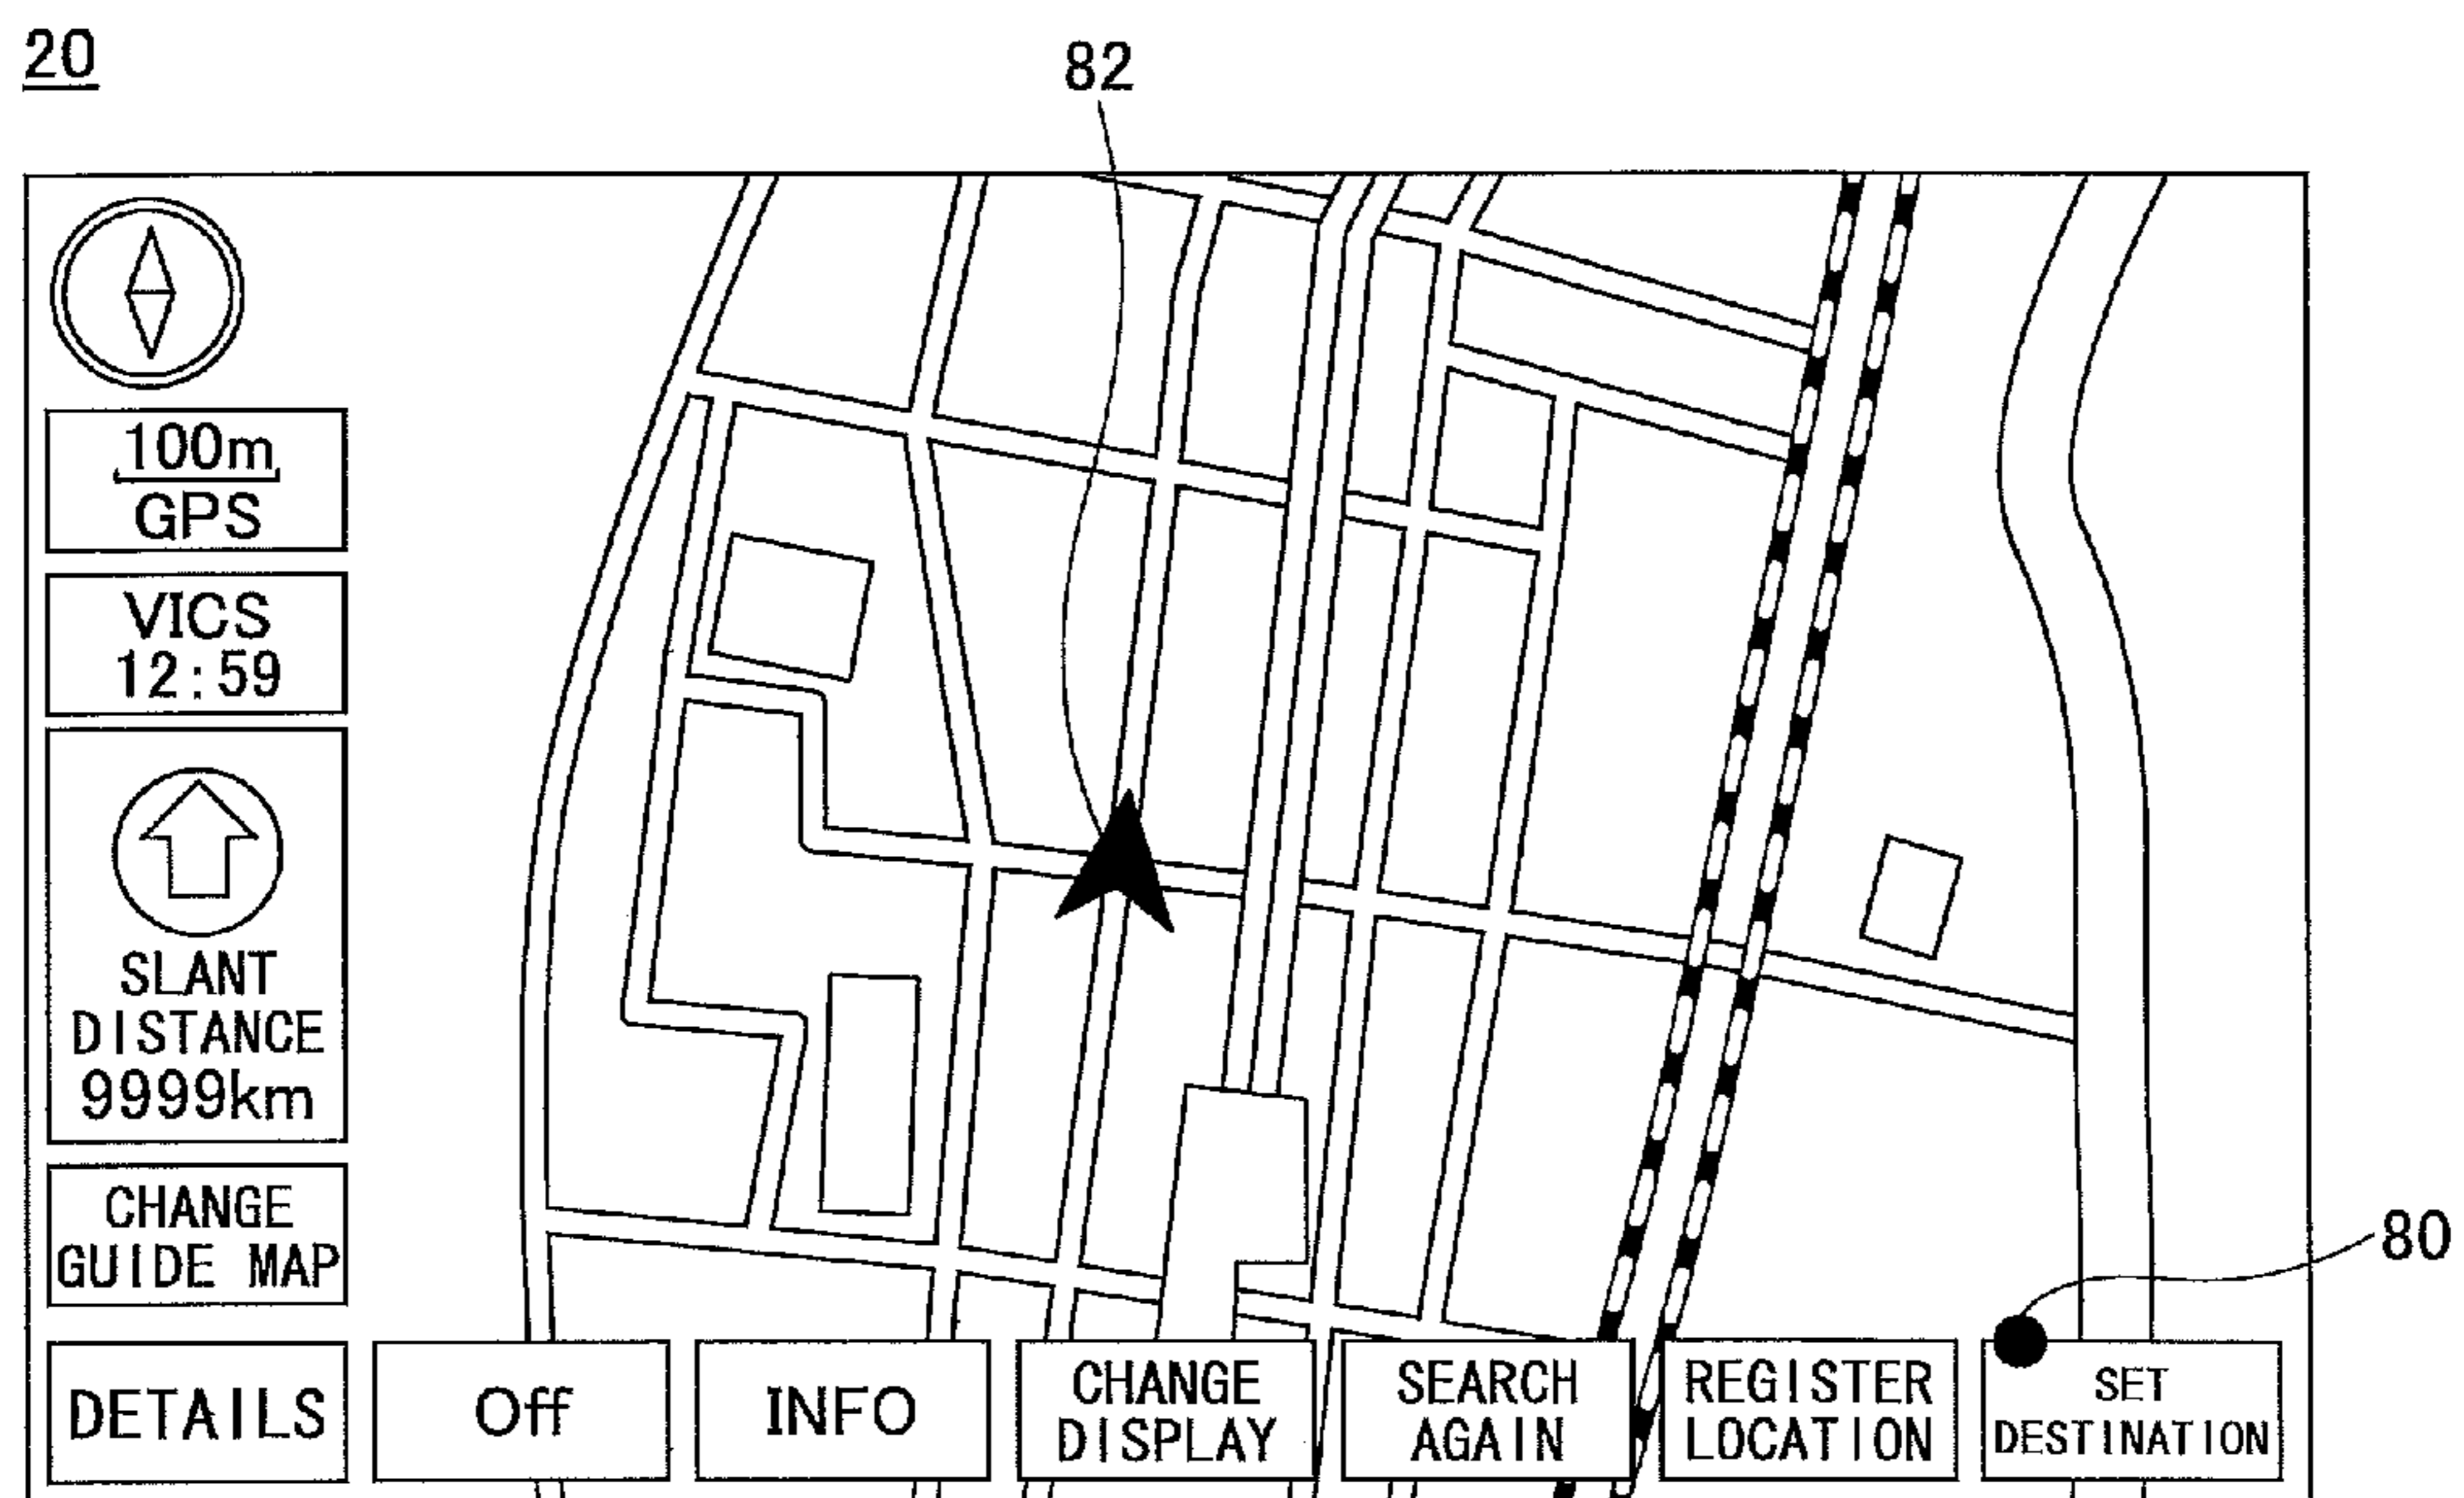 20
82
100m
GPS
VICS
12:59
SLANT
DISTANCE
9999km
CHANGE
GUIDE MAP
80
DETAILS
Off
INFO
CHANGE
DISPLAY
SEARCH
AGAIN
REGISTER
LOCATION
SET
DESTINATION